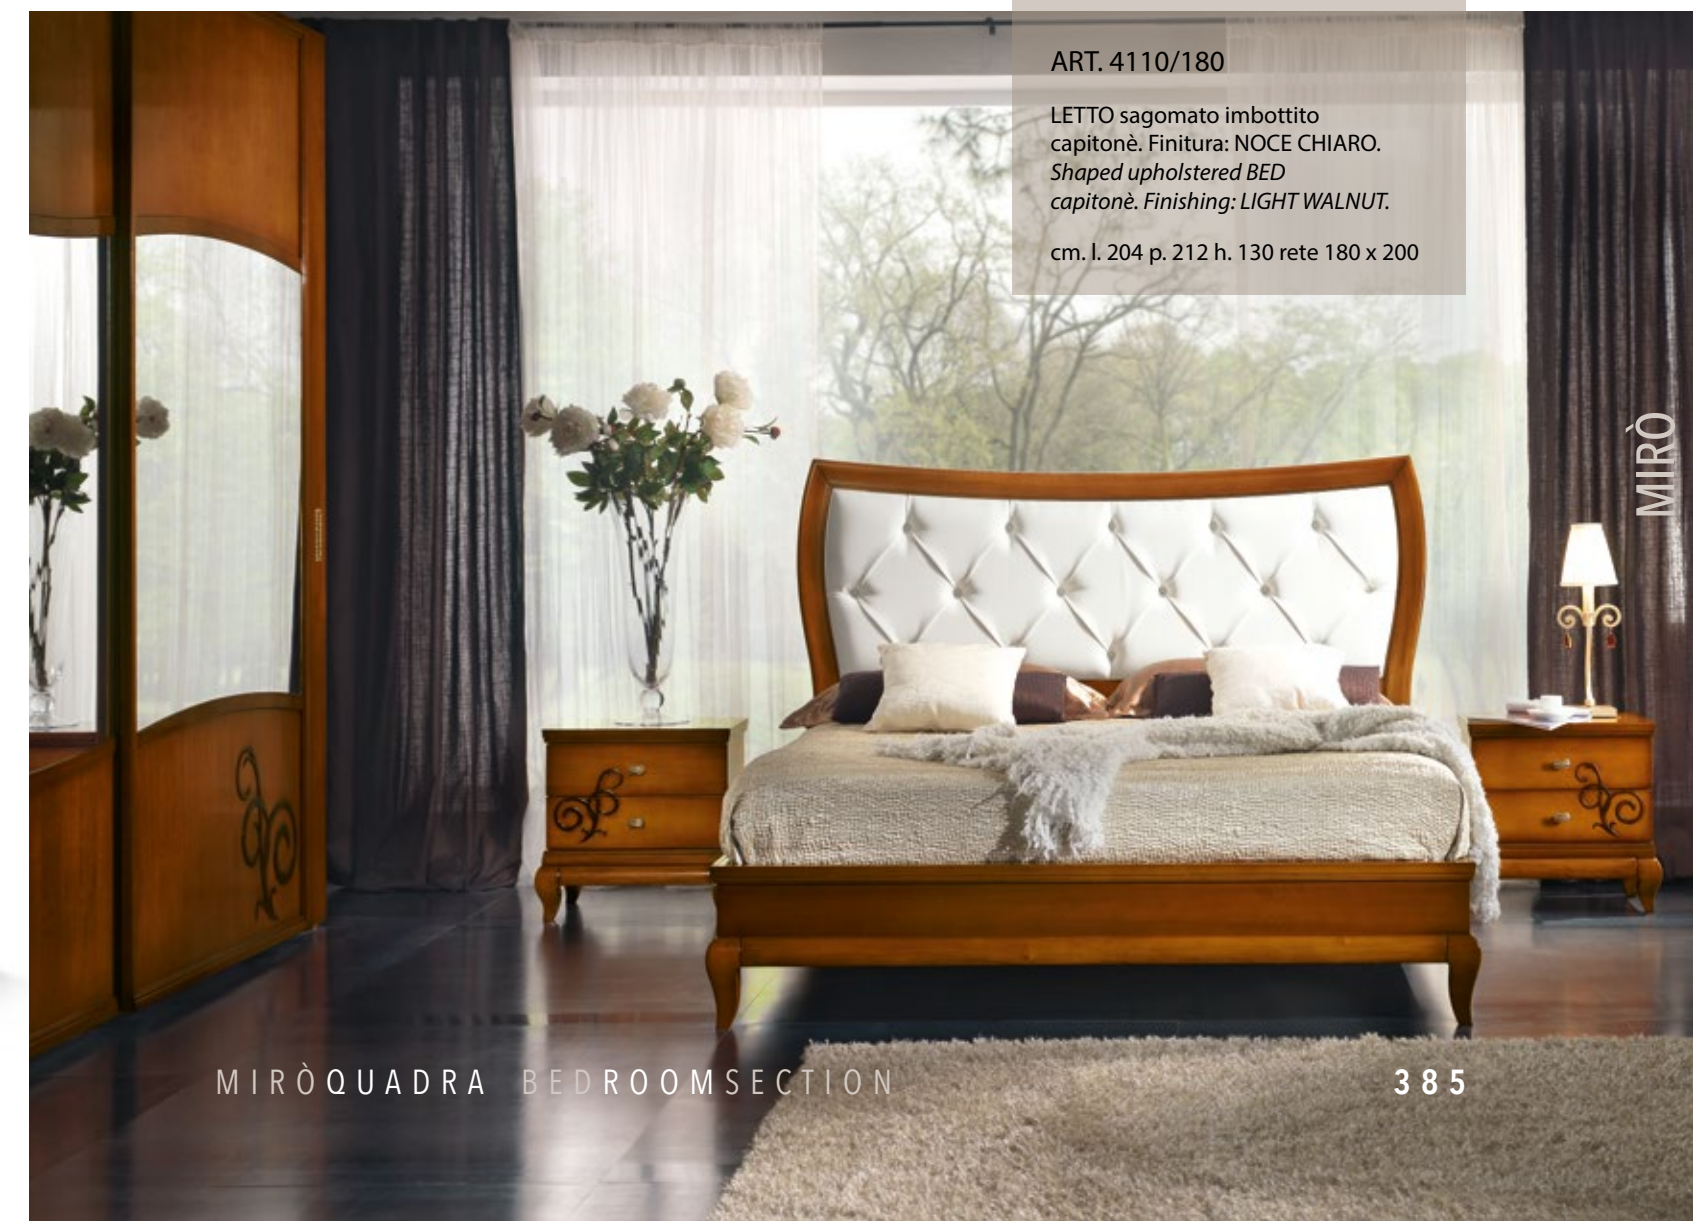 ART. 4110/180
LETTO sagomato imbottito
capitonè. Finitura: NOCE CHIARO.
Shaped upholstered BED
capitonè. Finishing: LIGHT WALNUT.
cm. l. 204 p. 212 h. 130 rete 180 x 200
MIRÒ
MIRÒQUADRA BEDROOMSECTION
385